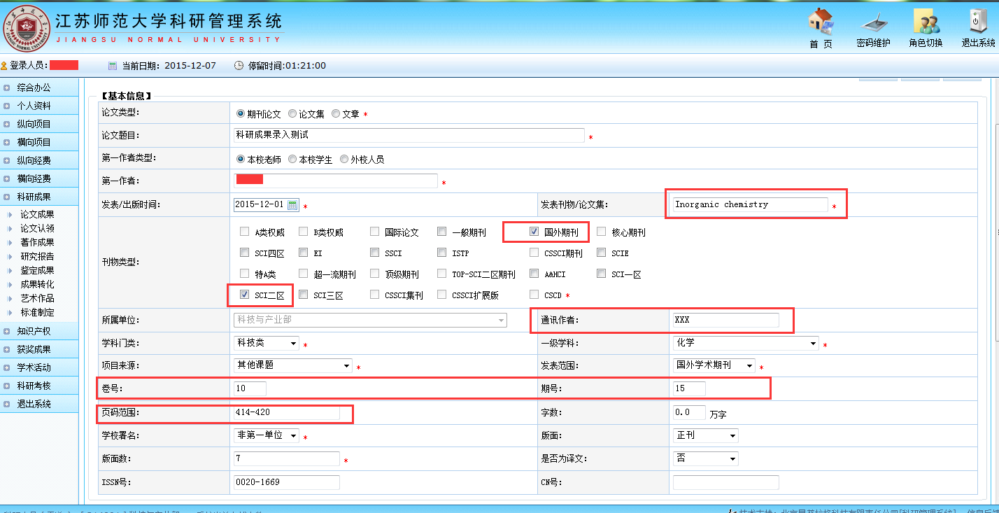 江苏师范大学科研管理系统
JIANGSU NORMAL UNIVERSITY
首 页 密码维护 角色切换 退出系统
登录人员: 当前日期: 2015-12-07 停留时间:01:21:00
综合办公
个人资料
纵向项目
横向项目
纵向经费
横向经费
科研成果
论文成果
论文认领
著作成果
研究报告
鉴定成果
成果转化
艺术作品
标准制定
知识产权
获奖成果
学术活动
科研考核
退出系统
【基本信息】
论文类型: 期刊论文 论文集 文章 *
论文题目: 科研成果录入测试 *
第一作者类型: 本校老师 本校学生 外校人员
第一作者: *
发表/出版时间: 2015-12-01 * 发表刊物/论文集: Inorganic chemistry *
刊物类型:
A类权威 B类权威 国际论文 一般期刊 国外期刊 核心期刊
SCI四区 EI SSCI ISTP CSSCI期刊 SCIE
特A类 超一流期刊 顶级期刊 TOP-SCI二区期刊 A&HCI SCI一区
SCI二区 SCI三区 CSSCI集刊 CSSCI扩展版 CSCD *
所属单位: 科技与产业部 通讯作者: XXX
学科门类: 科技类 * 一级学科: 化学 *
项目来源: 其他课题 * 发表范围: 国外学术期刊 *
卷号: 10 期号: 15
页码范围: 414-420 字数: 0.0 万字
学校署名: 非第一单位 * 版面: 正刊
版面数: 7 * 是否为译文: 否
ISSN号: 0020-1669 CN号: